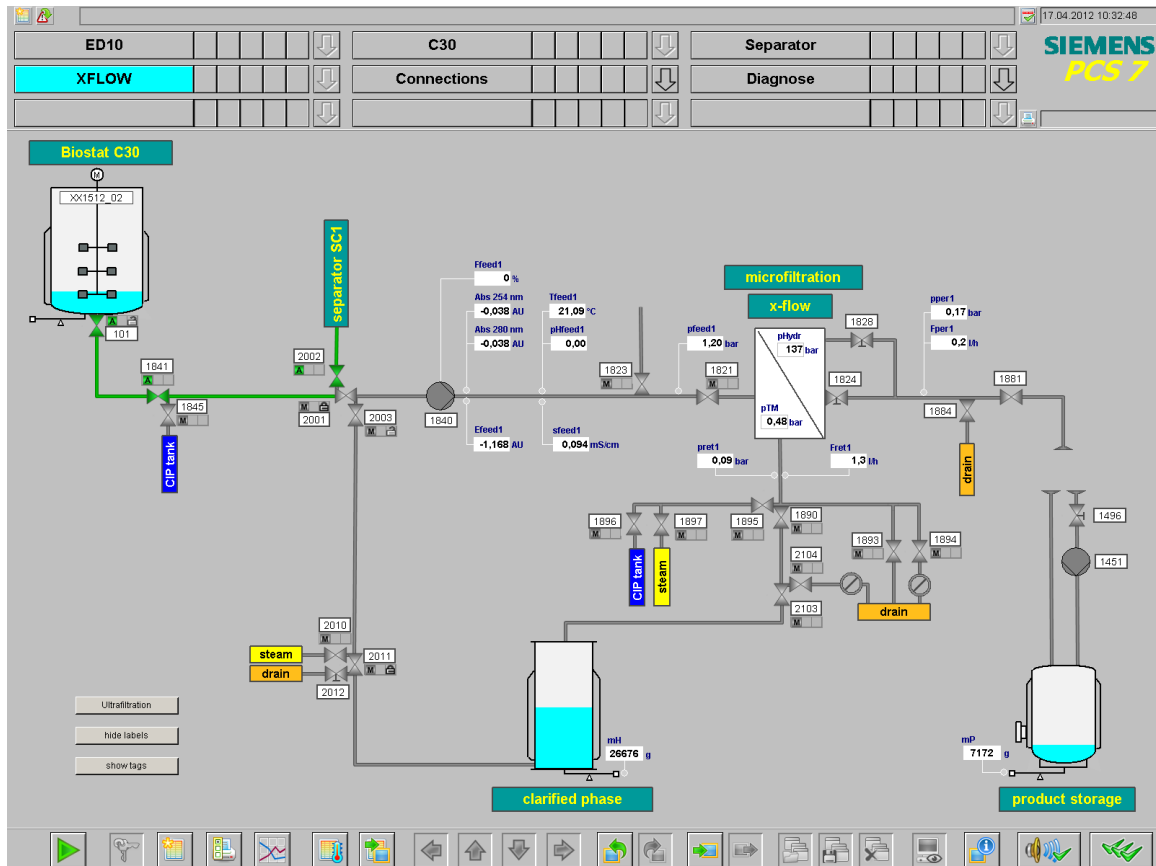 17.04.2012 10:32:48
ED10
C30
Separator
SIEMENS
PCS 7
XFLOW
Connections
Diagnose
Biostat C30
M
XX1512_02
separator SC1
microfiltration
x-flow
Ffeed1
0 %
Abs 254 nm
-0,038 AU
Abs 280 nm
-0,038 AU
Tfeed1
21,09 °C
pHfeed1
0,00
pfeed1
1,20 bar
pHydr
137 bar
pTM
0,48 bar
pper1
0,17 bar
Fper1
0,2 l/h
A
101
1841
A
2002
A
1845
M
M
2001
2003
M
1840
Efeed1
-1,168 AU
sfeed1
0,094 mS/cm
1823
M
1821
M
1828
1824
1881
1884
drain
CIP tank
pret1
0,09 bar
Fret1
1,3 l/h
1896
M
1897
M
1895
M
1890
M
1893
M
1894
M
2104
M
2103
M
CIP tank
steam
drain
1496
1451
2010
M
steam
drain
2011
M
2012
Ultrafiltration
hide labels
show tags
mH
26676 g
clarified phase
mP
7172 g
product storage